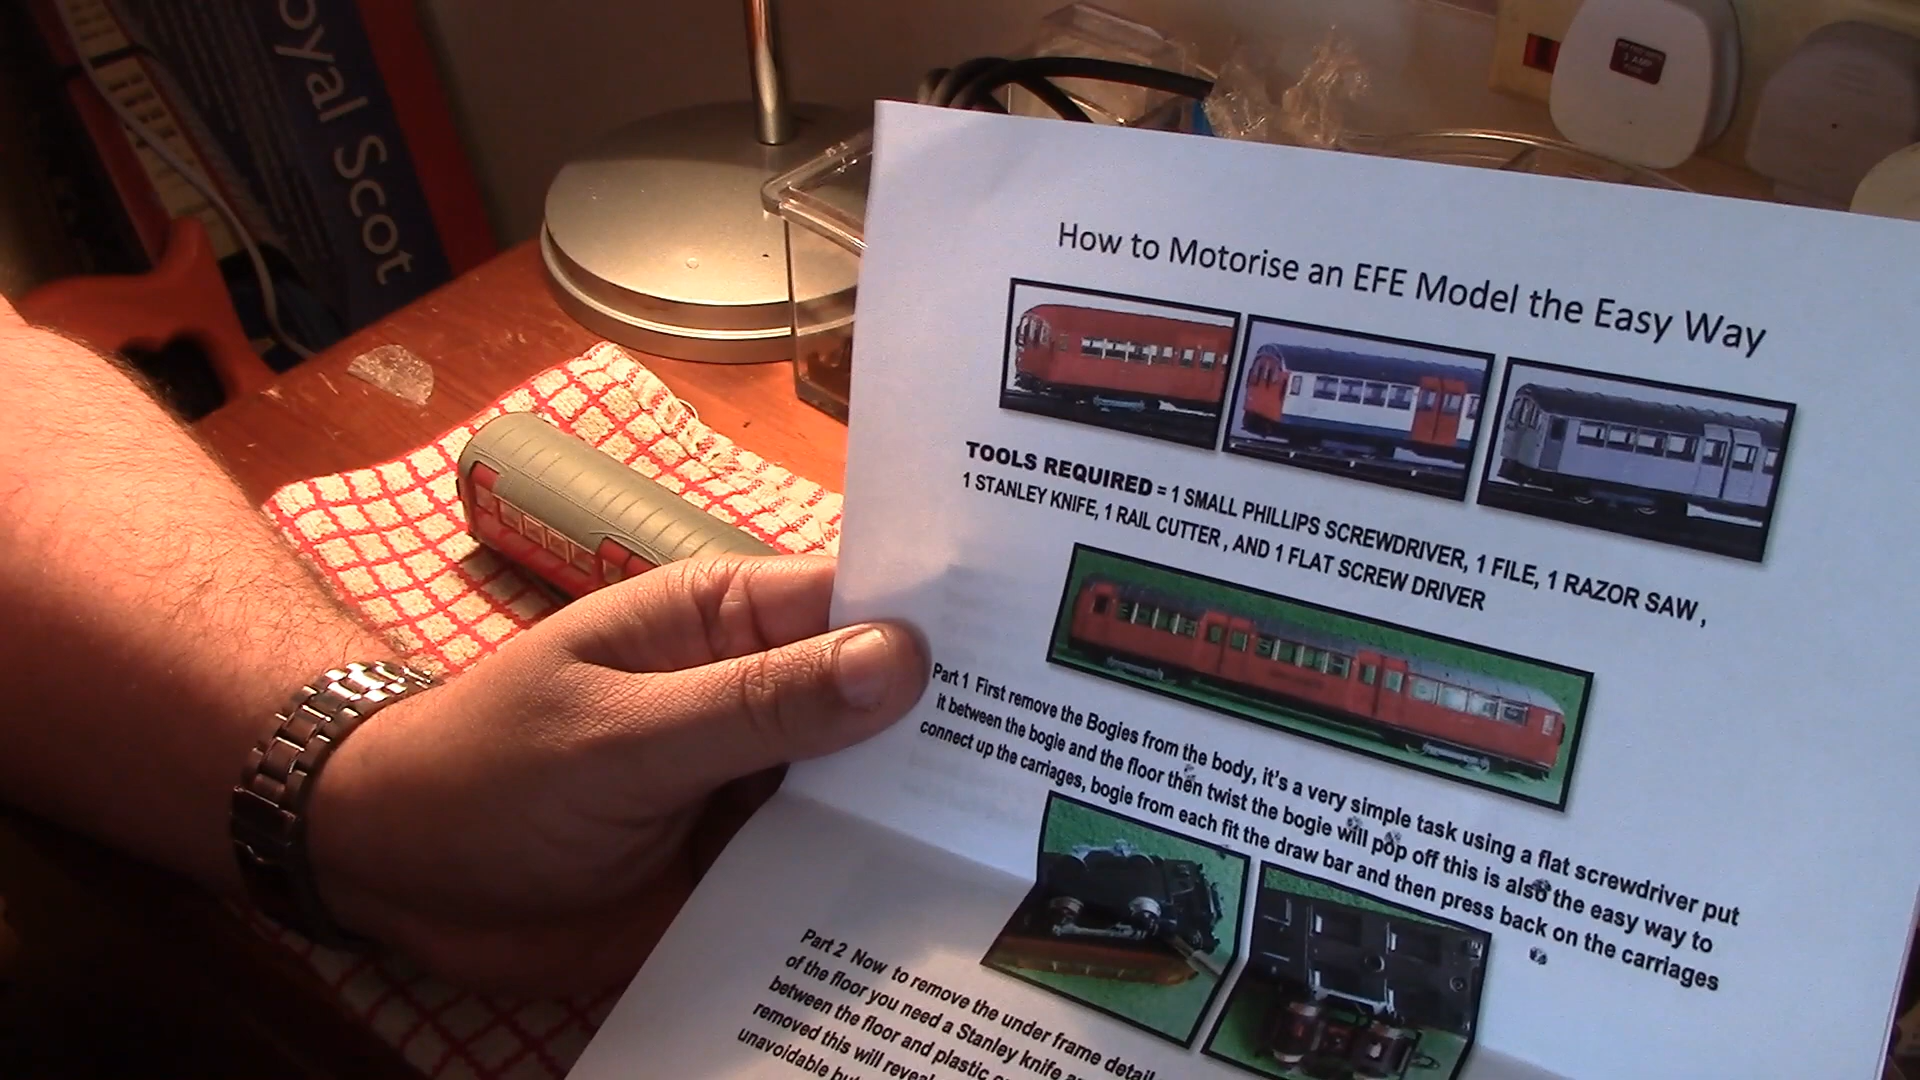 oyal Scot
1 AMP
How to Motorise an EFE Model the Easy Way
TOOLS REQUIRED = 1 SMALL PHILLIPS SCREWDRIVER, 1 FILE, 1 RAZOR SAW ,
1 STANLEY KNIFE, 1 RAIL CUTTER , AND 1 FLAT SCREW DRIVER
Part 1 First remove the Bogies from the body, it's a very simple task using a flat screwdriver put
it between the bogie and the floor then twist the bogie will pop off this is also the easy way to
connect up the carriages, bogie from each fit the draw bar and then press back on the carriages
Part 2 Now to remove the under frame detail
of the floor you need a Stanley knife
between the floor and plastic
removed this will
unavoidable